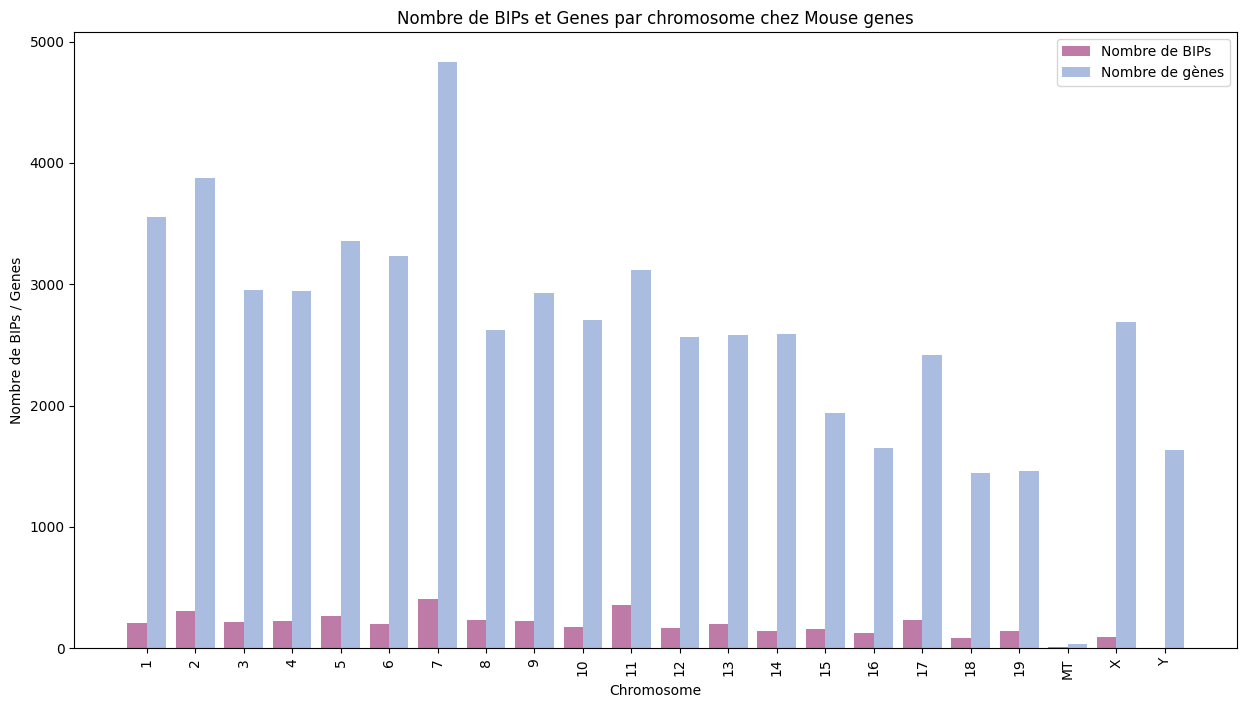 Nombre de BIPs et Genes par chromosome chez Mouse genes
Nombre de BIPs
Nombre de gènes
Nombre de BIPs / Genes
5000
4000
3000
2000
1000
0
1 2 3 4 5 6 7 8 9 10 11 12 13 14 15 16 17 18 19 MT X Y
Chromosome